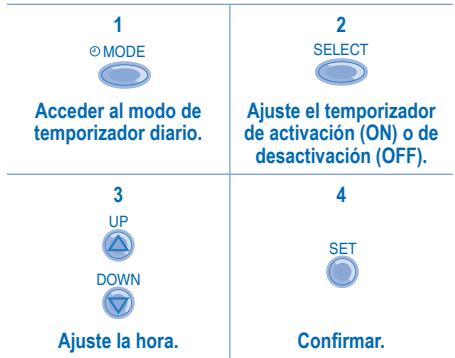 1
MODE
Acceder al modo de
temporizador diario.
2
SELECT
Ajuste el temporizador
de activación (ON) o de
desactivación (OFF).
3
UP
DOWN
Ajuste la hora.
4
SET
Confirmar.